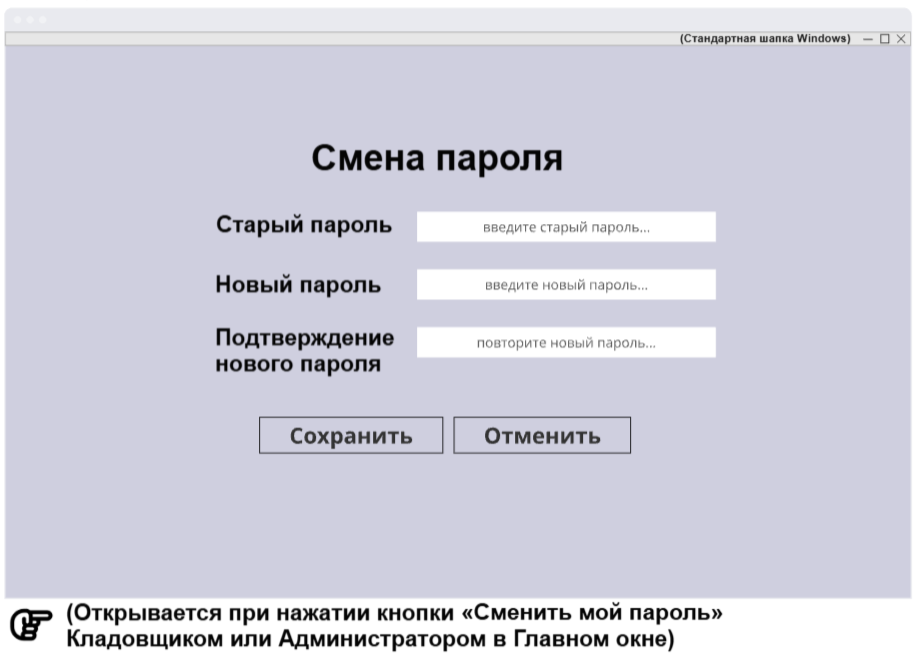 (Стандартная шапка Windows)
Смена пароля
Старый пароль
введите старый пароль...
Новый пароль
введите новый пароль...
Подтверждение
нового пароля
повторите новый пароль...
Сохранить
Отменить
(Открывается при нажатии кнопки «Сменить мой пароль»
Кладовщиком или Администратором в Главном окне)